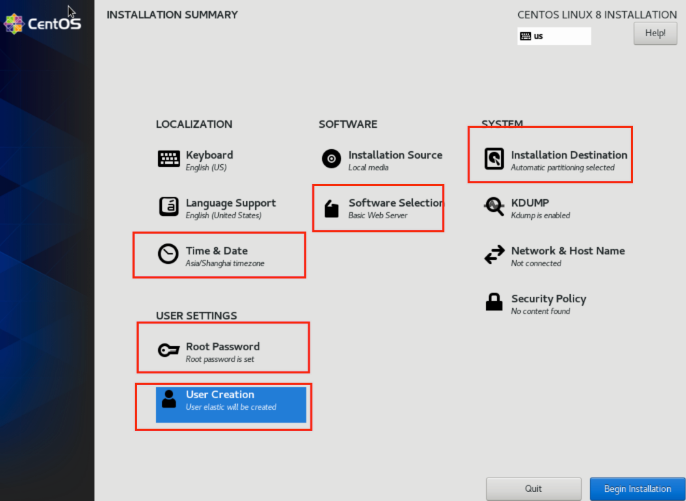 CentOS
INSTALLATION SUMMARY
CENTOS LINUX 8 INSTALLATION
us
Help!
LOCALIZATION
Keyboard
English (US)
Language Support
English (United States)
Time & Date
Asia/Shanghai timezone
SOFTWARE
Installation Source
Local media
Software Selection
Basic Web Server
SYSTEM
Installation Destination
Automatic partitioning selected
KDUMP
Kdump is enabled
Network & Host Name
Not connected
Security Policy
No content found
USER SETTINGS
Root Password
Root password is set
User Creation
User elastic will be created
Quit
Begin Installation